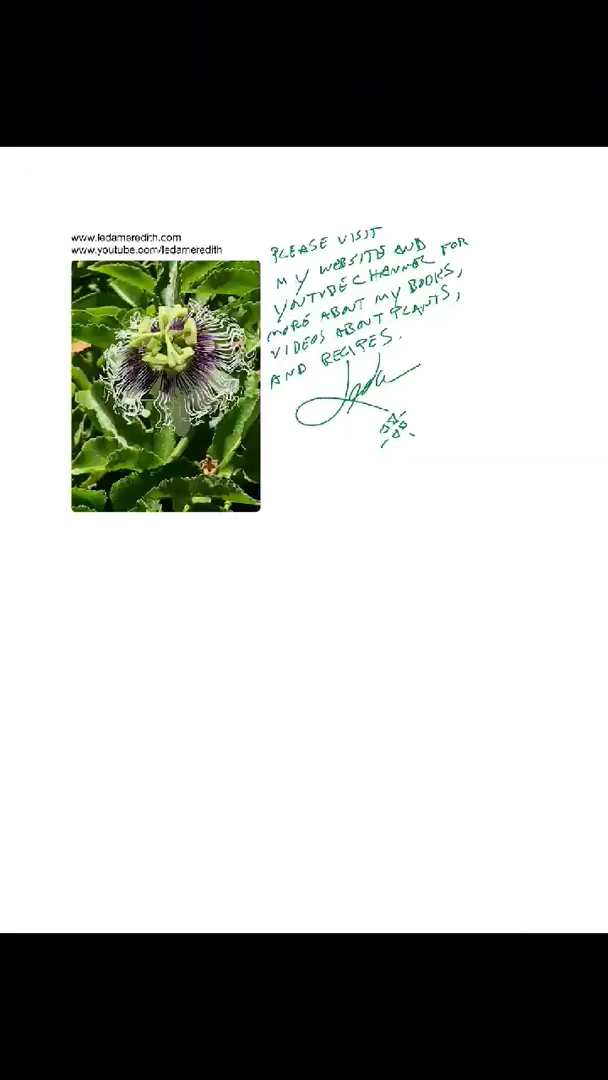 www.ledameredith.com
www.youtube.com/ledameredith
PLEASE VISIT
MY WEBSITE AND
YOUTUBE CHANNEL FOR
MORE ABOUT MY BOOKS,
VIDEOS ABOUT PLANTS,
AND RECIPES.
Leda